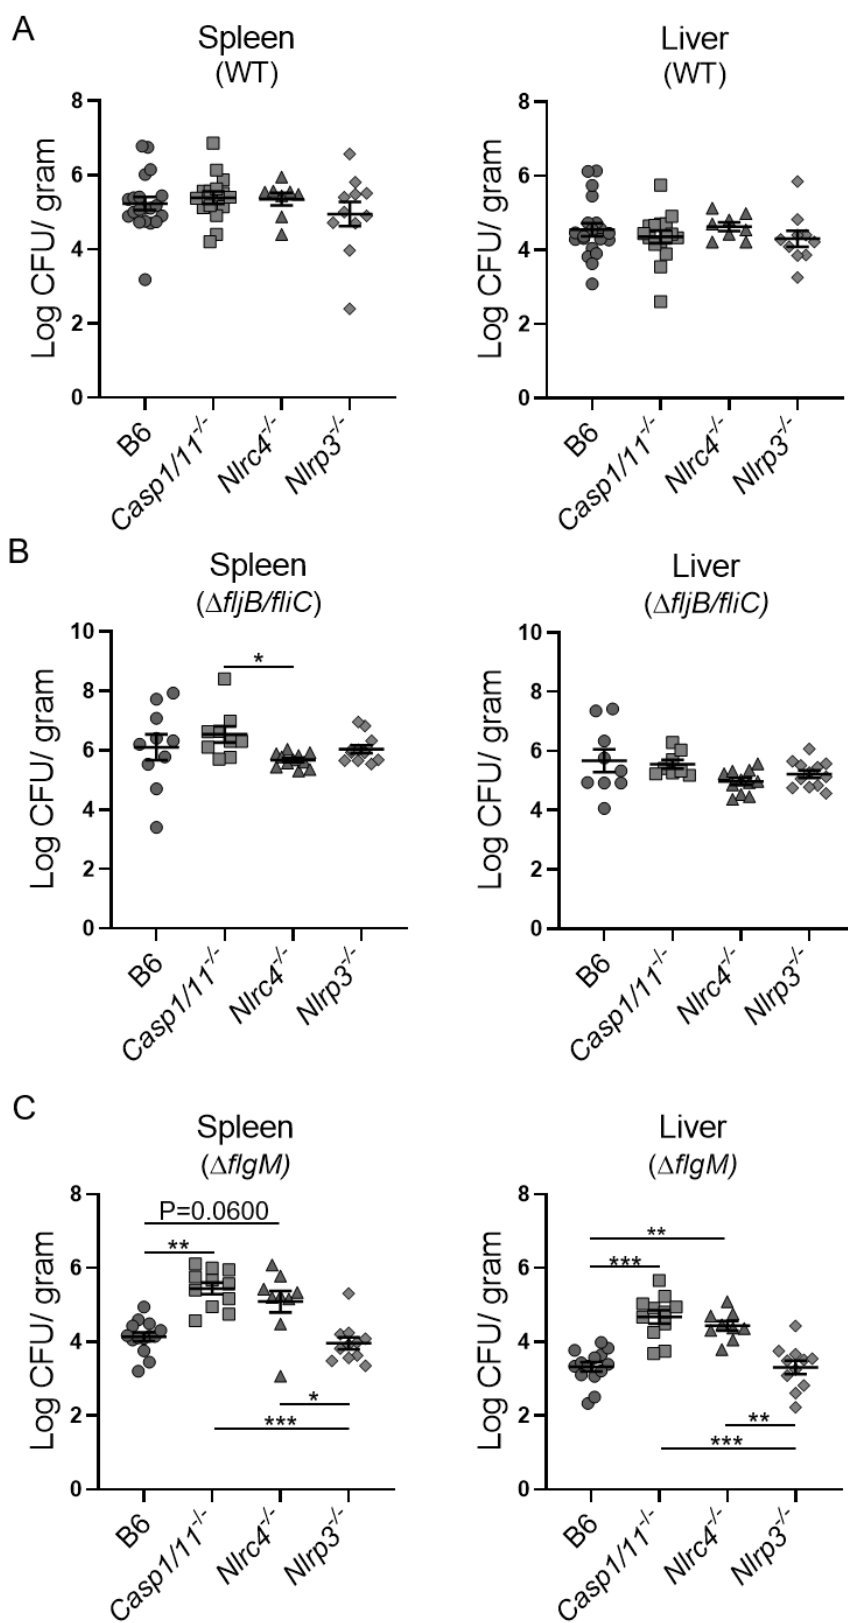 A
Spleen
(WT)
Liver
(WT)
Log CFU/ gram
8
6
4
2
0
B6
Casp1/11-/-
Nlrc4-/-
Nlrp3-/-
Log CFU/ gram
8
6
4
2
0
B6
Casp1/11-/-
Nlrc4-/-
Nlrp3-/-
B
Spleen
(ΔfljB/fliC)
Liver
(ΔfljB/fliC)
Log CFU/ gram
10
8
6
4
2
0
*
B6
Casp1/11-/-
Nlrc4-/-
Nlrp3-/-
Log CFU/ gram
10
8
6
4
2
0
B6
Casp1/11-/-
Nlrc4-/-
Nlrp3-/-
C
Spleen
(ΔflgM)
Liver
(ΔflgM)
Log CFU/ gram
8
6
4
2
0
P=0.0600
**
*
***
B6
Casp1/11-/-
Nlrc4-/-
Nlrp3-/-
Log CFU/ gram
8
6
4
2
0
**
***
**
***
B6
Casp1/11-/-
Nlrc4-/-
Nlrp3-/-